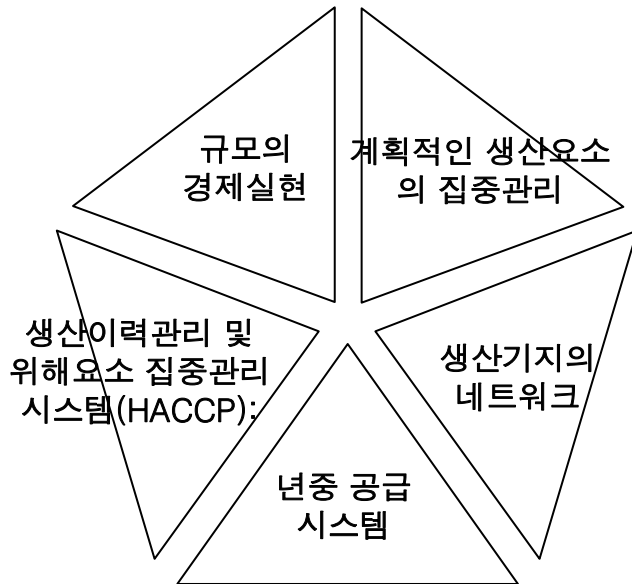 규모의
경제실현
계획적인 생산요소
의 집중관리
생산이력관리 및
위해요소 집중관리
시스템(HACCP);
생산기지의
네트워크
년중 공급
시스템